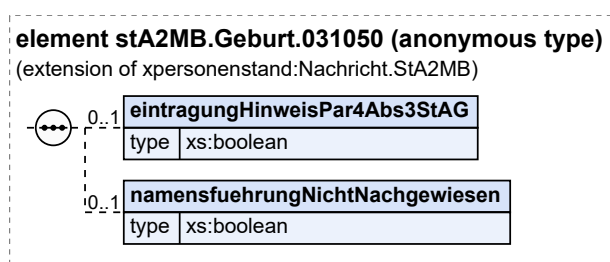 element stA2MB.Geburt.031050 (anonymous type)
(extension of xpersonenstand:Nachricht.StA2MB)
0..1
eintragungHinweisPar4Abs3StAG
type xs:boolean
0..1
namensfuehrungNichtNachgewiesen
type xs:boolean